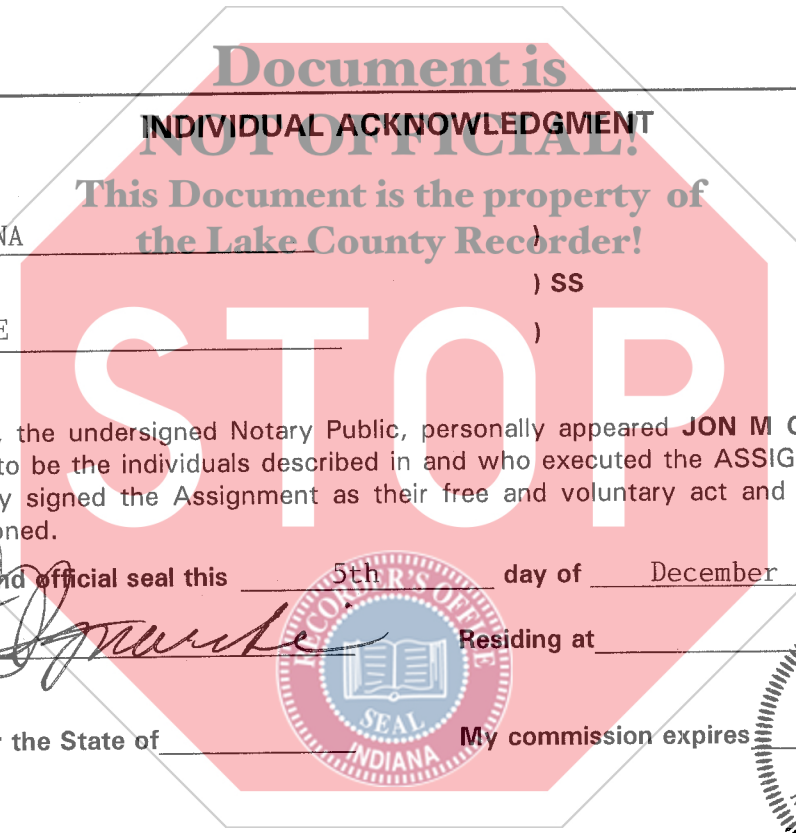 Document is
INDIVIDUAL ACKNOWLEDGMENT
NOT OFFICIAL!
This Document is the property of
NA )
the Lake County Recorder!
) SS
E )
STOP
, the undersigned Notary Public, personally appeared JON M
to be the individuals described in and who executed the ASSIG
y signed the Assignment as their free and voluntary act and
oned.
nd official seal this 5th day of December
RECORDER'S OFFICE
Residing at
SEAL
INDIANA
r the State of My commission expires